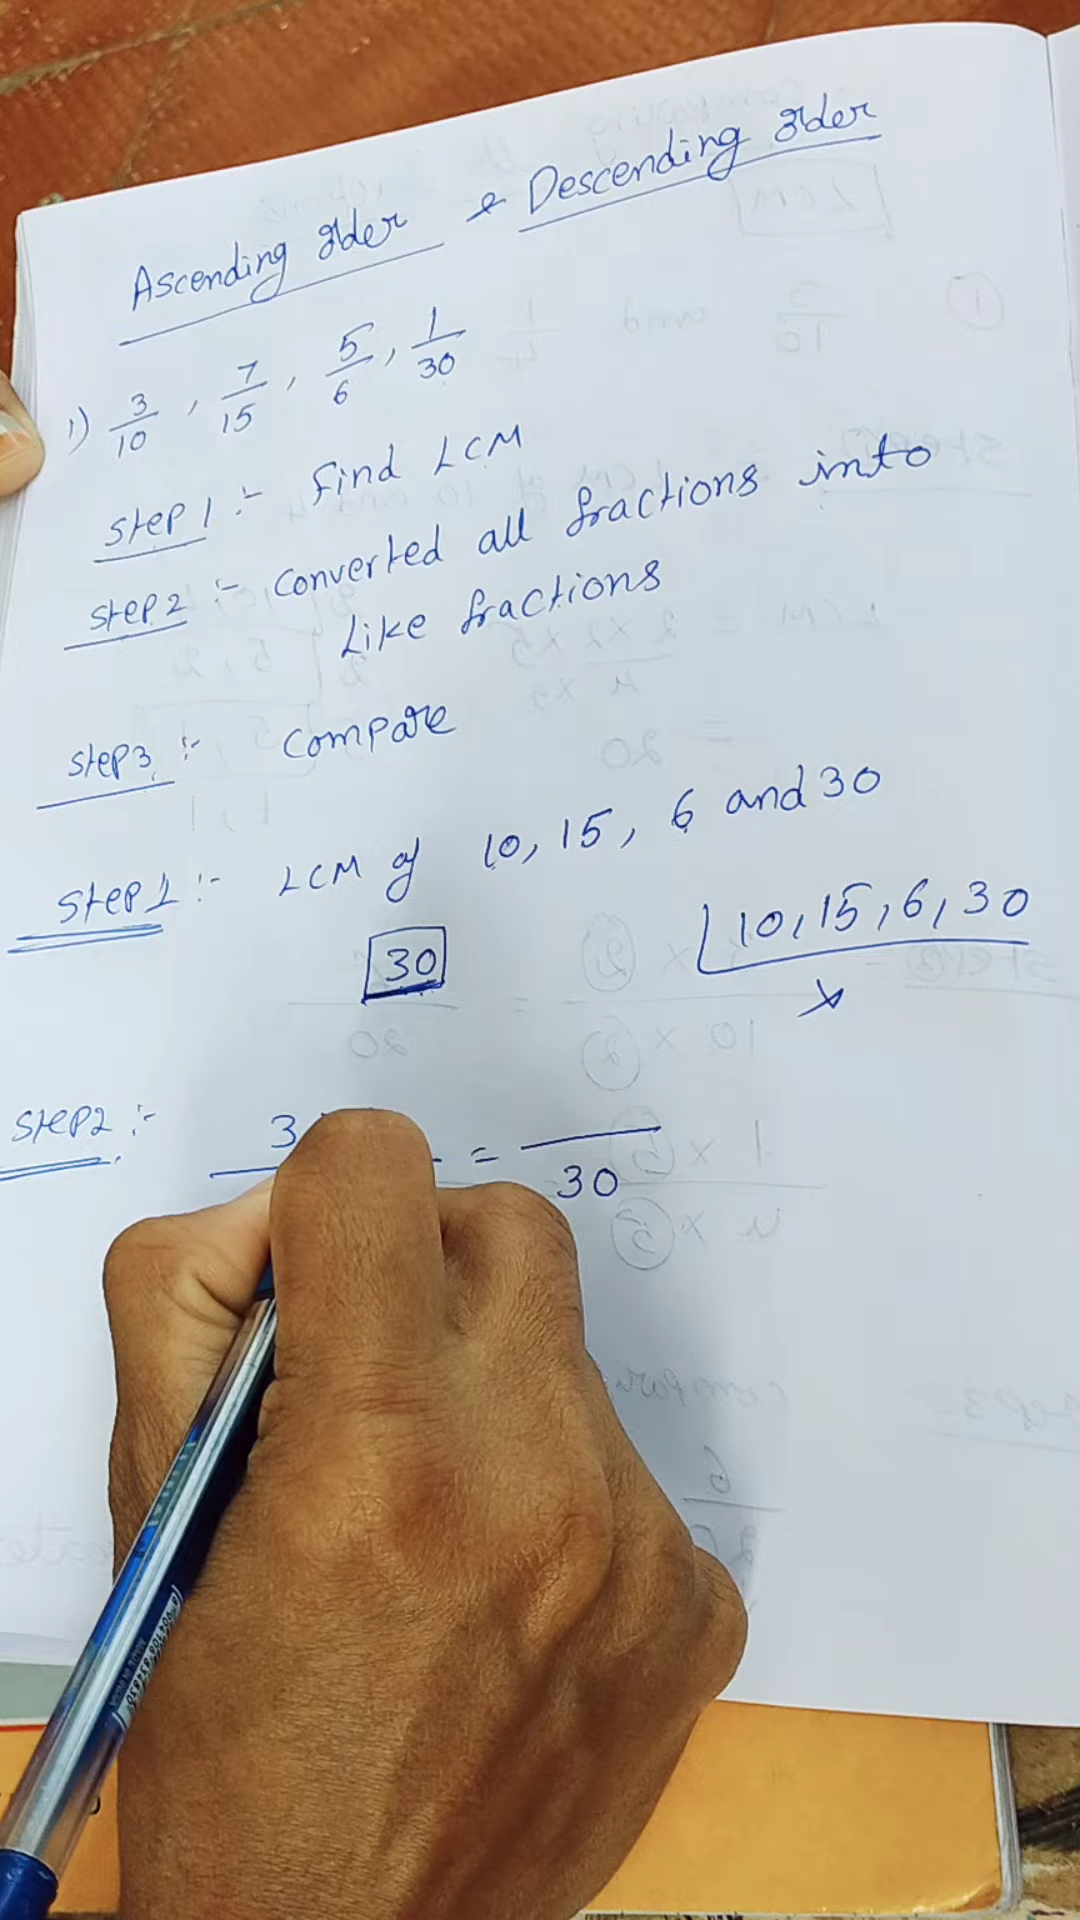 Ascending order & Descending order
1) 3/10 , 7/15 , 5/6 , 1/30
Step 1 :- Find LCM
Step 2 :- Converted all fractions into
Like fractions
Step 3 :- Compare
Step 1 :- LCM of 10, 15, 6 and 30
10, 15, 6, 30
30
Step 2 :- 3 = /30